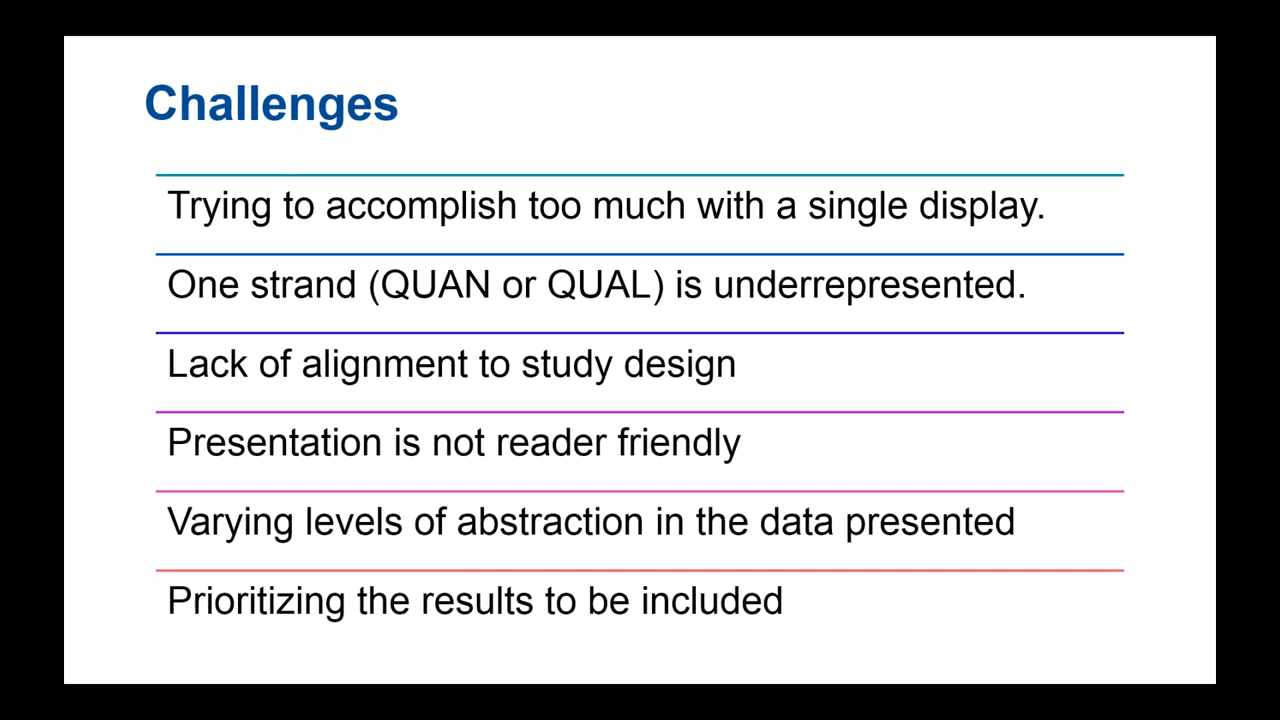 Challenges
Trying to accomplish too much with a single display.
One strand (QUAN or QUAL) is underrepresented.
Lack of alignment to study design
Presentation is not reader friendly
Varying levels of abstraction in the data presented
Prioritizing the results to be included